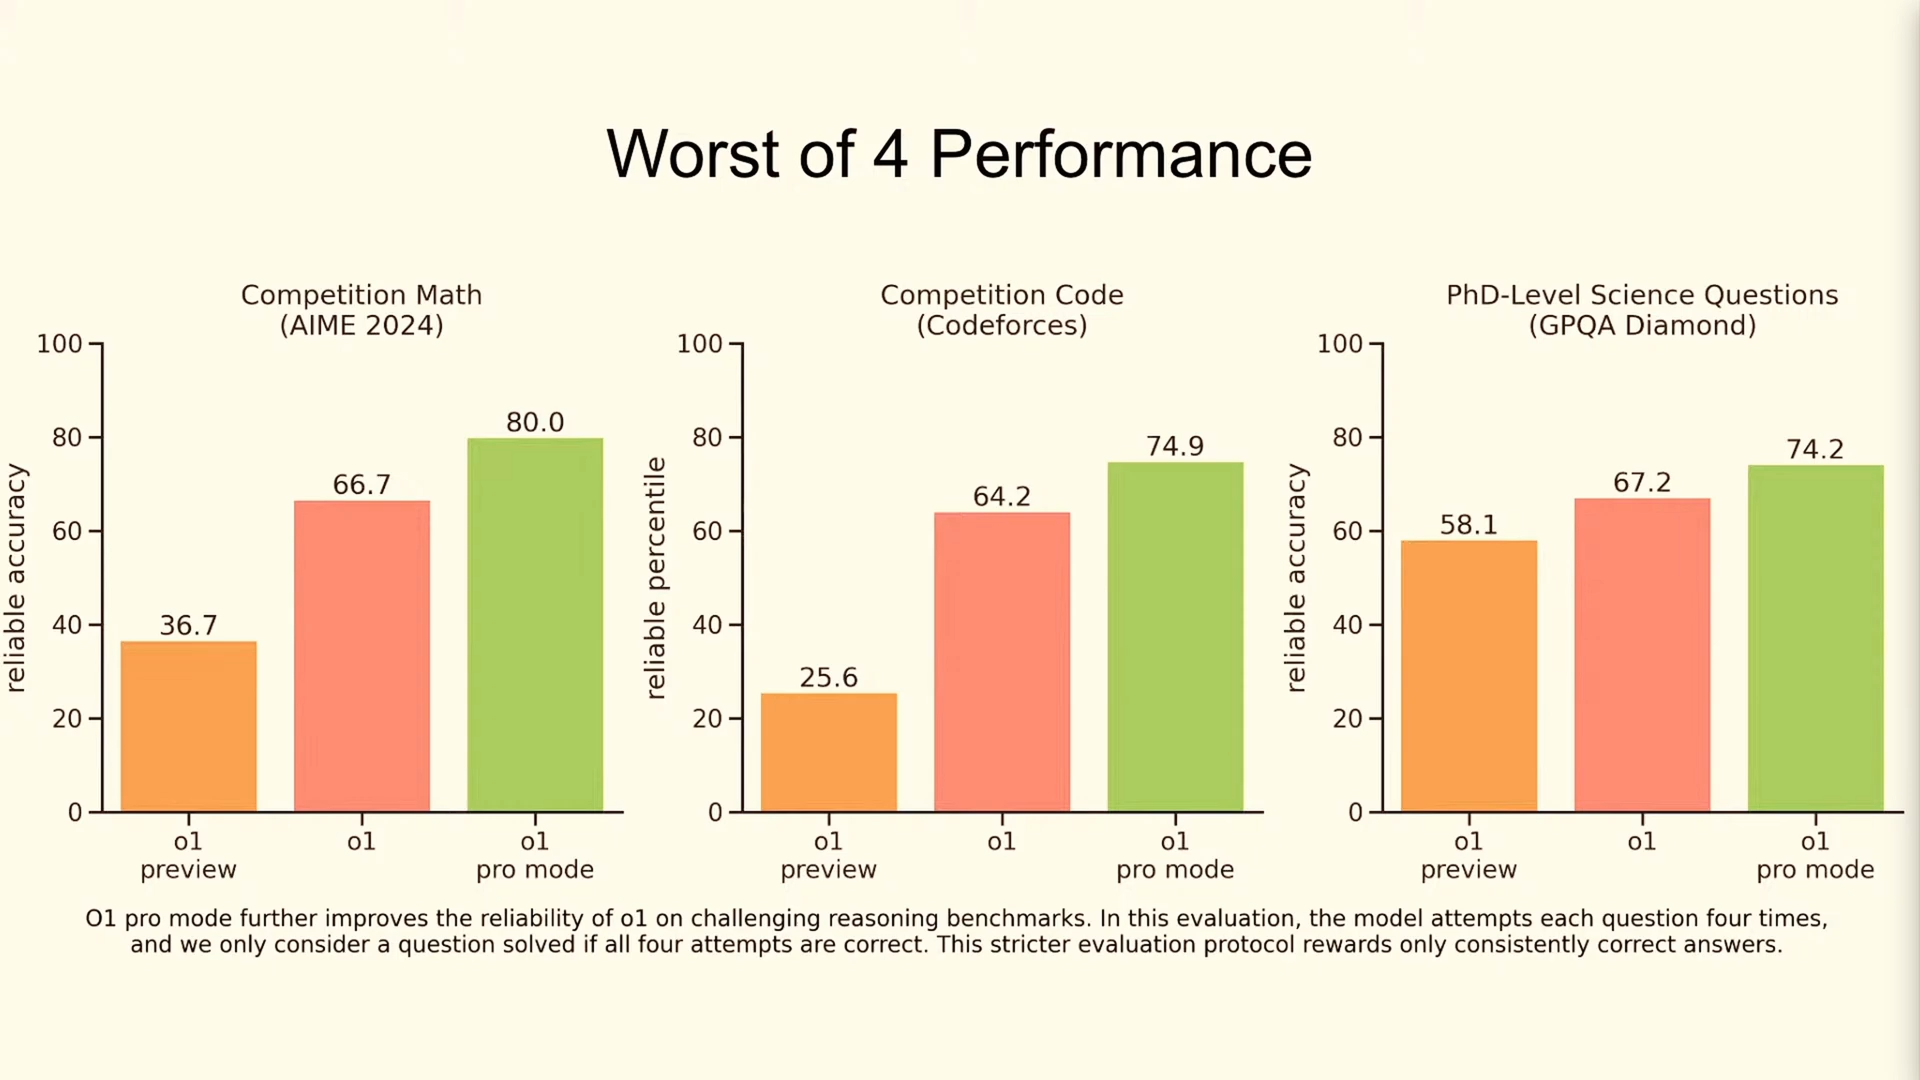 Worst of 4 Performance
Competition Math
(AIME 2024)
reliable accuracy
100
80
60
40
20
0
36.7
66.7
80.0
o1
preview
o1
o1
pro mode
Competition Code
(Codeforces)
reliable percentile
100
80
60
40
20
0
25.6
64.2
74.9
o1
preview
o1
o1
pro mode
PhD-Level Science Questions
(GPQA Diamond)
reliable accuracy
100
80
60
40
20
0
58.1
67.2
74.2
o1
preview
o1
o1
pro mode
O1 pro mode further improves the reliability of o1 on challenging reasoning benchmarks. In this evaluation, the model attempts each question four times,
and we only consider a question solved if all four attempts are correct. This stricter evaluation protocol rewards only consistently correct answers.